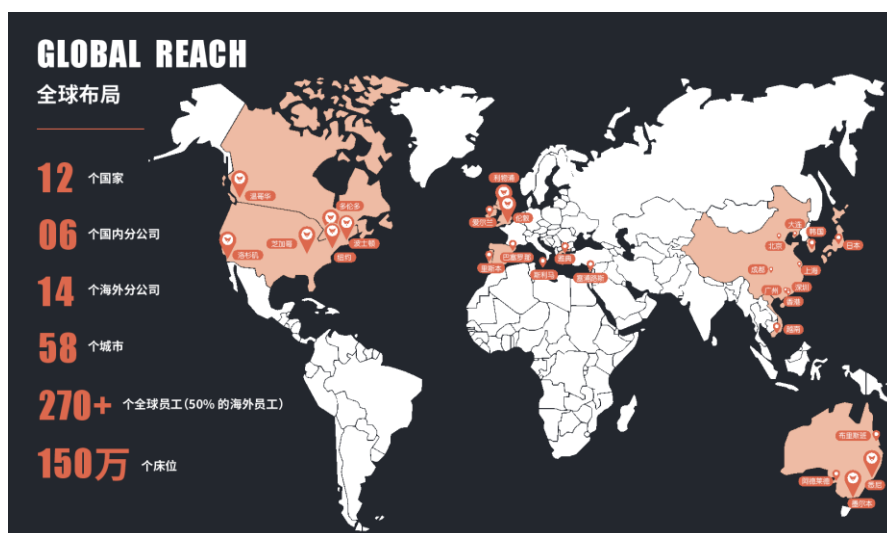 GLOBAL REACH
全球布局
12 个国家
06 个国内分公司
14 个海外分公司
58 个城市
270+ 个全球员工(50% 的海外员工)
150万 个床位
温哥华
多伦多
波士顿
纽约
芝加哥
洛杉矶
利物浦
伦敦
爱尔兰
巴塞罗那
里斯本
雅典
斯利马
塞浦路斯
大连
韩国
北京
日本
成都
上海
深圳
广州
香港
越南
布里斯班
阿德莱德
悉尼
墨尔本